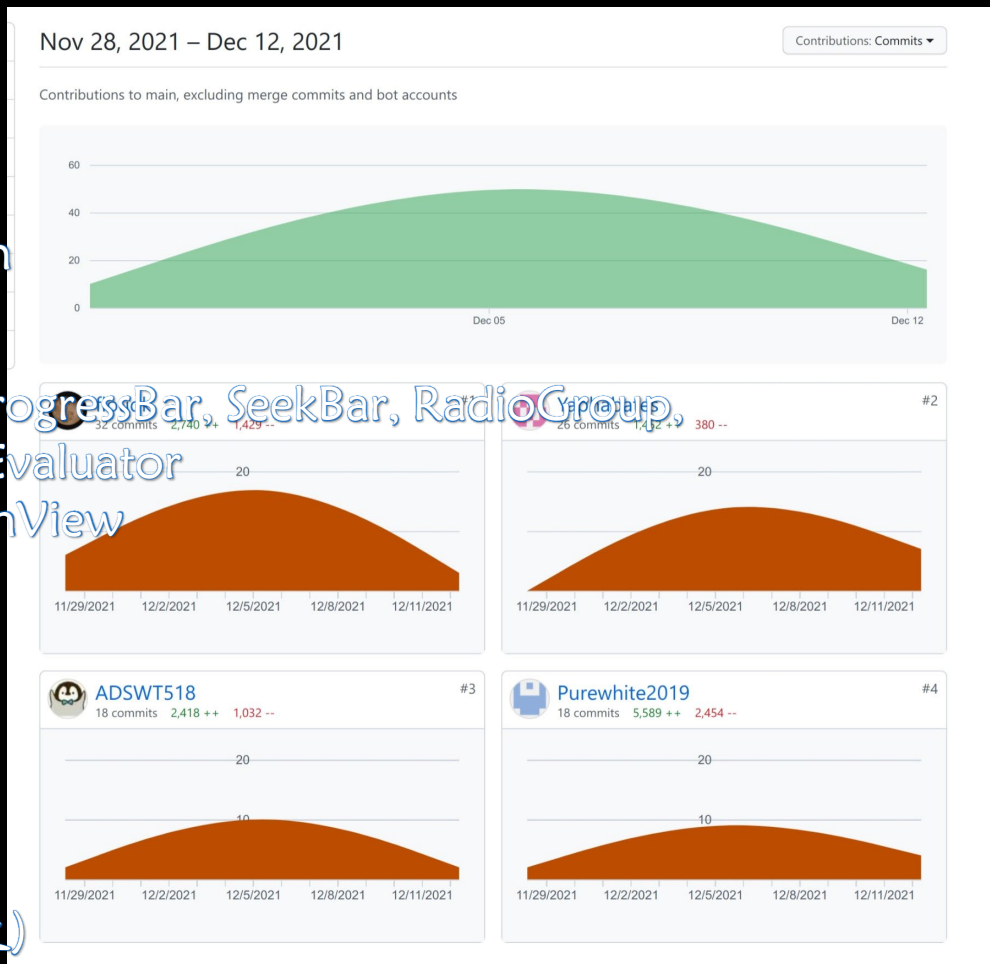 Nov 28, 2021 – Dec 12, 2021
Contributions: Commits
Contributions to main, excluding merge commits and bot accounts
60
40
20
0
Dec 05
Dec 12
ogressBar, SeekBar, RadioGroup,
valuator
nView
#1
32 commits 2,740 ++ 1,429 --
20
11/29/2021 12/2/2021 12/5/2021 12/8/2021 12/11/2021
#2
26 commits 1,452 ++ 380 --
20
11/29/2021 12/2/2021 12/5/2021 12/8/2021 12/11/2021
ADSWT518
#3
18 commits 2,418 ++ 1,032 --
20
10
11/29/2021 12/2/2021 12/5/2021 12/8/2021 12/11/2021
Purewhite2019
#4
18 commits 5,589 ++ 2,454 --
20
10
11/29/2021 12/2/2021 12/5/2021 12/8/2021 12/11/2021
)